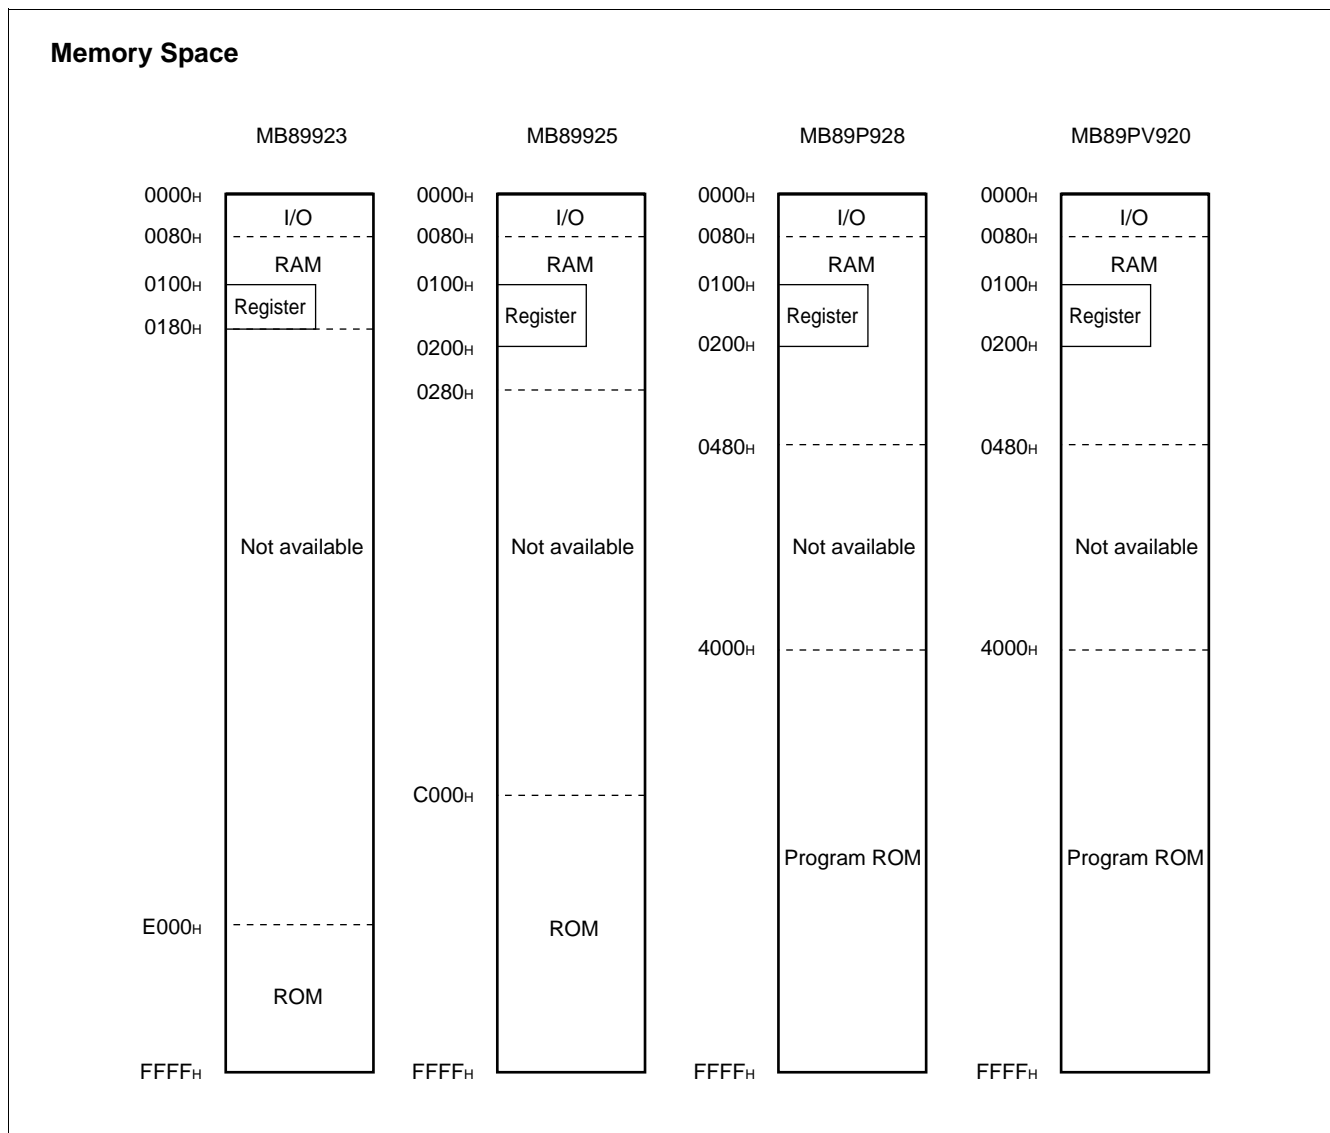 Memory Space
MB89923
0000H
I/O
0080H
RAM
0100H
Register
0180H
Not available
E000H
ROM
FFFFH
MB89925
0000H
I/O
0080H
RAM
0100H
Register
0200H
0280H
Not available
C000H
ROM
FFFFH
MB89P928
0000H
I/O
0080H
RAM
0100H
Register
0200H
0480H
Not available
4000H
Program ROM
FFFFH
MB89PV920
0000H
I/O
0080H
RAM
0100H
Register
0200H
0480H
Not available
4000H
Program ROM
FFFFH